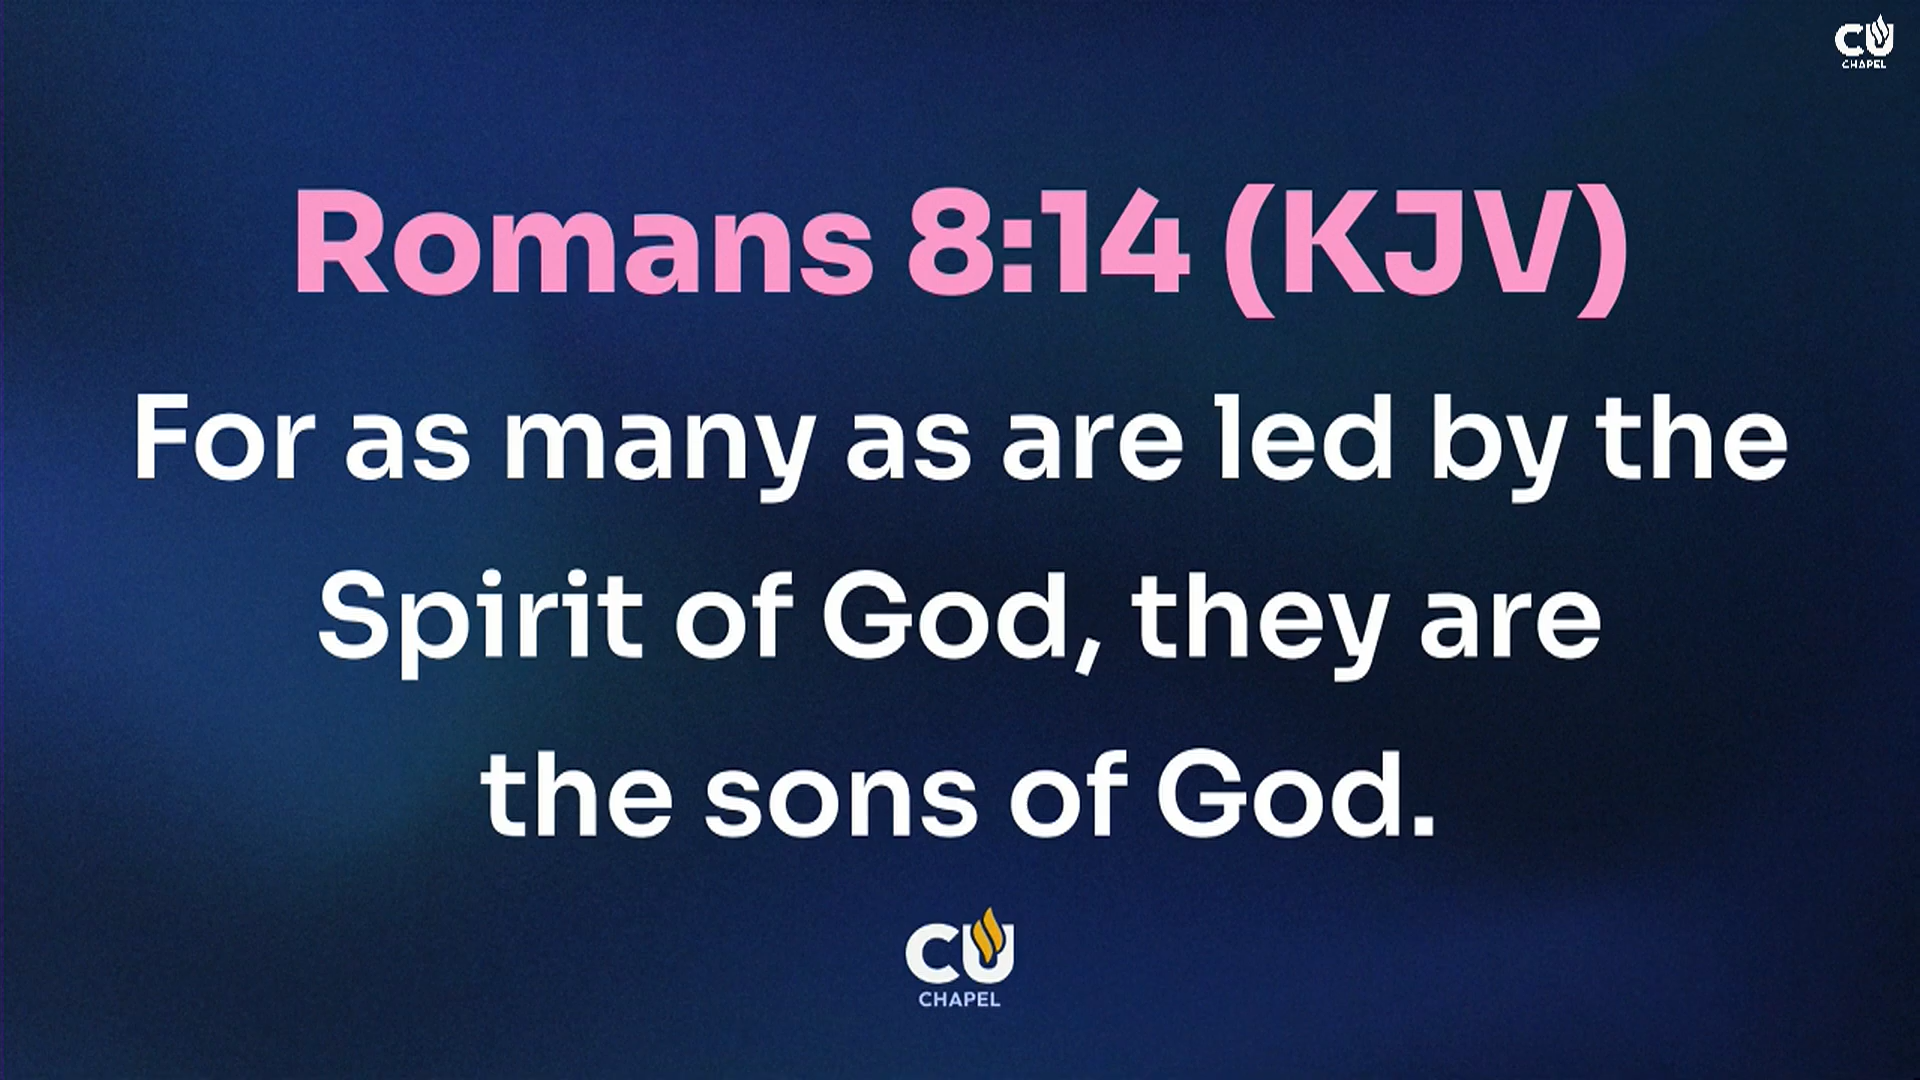 CU
CHAPEL
Romans 8:14 (KJV)
For as many as are led by the
Spirit of God, they are
the sons of God.
CU
CHAPEL